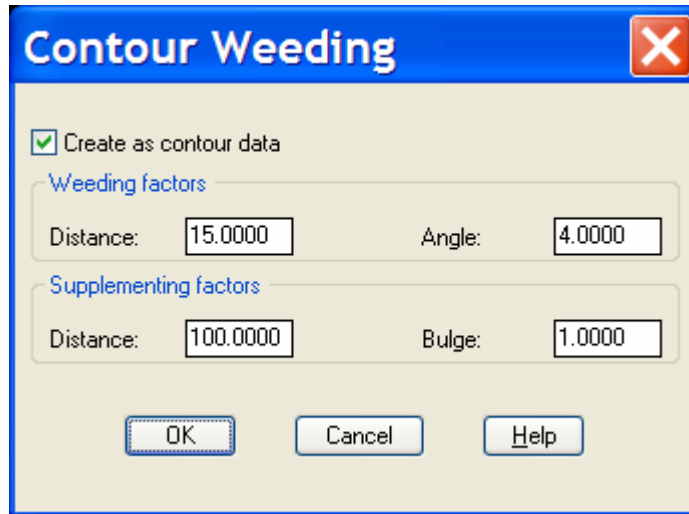 Contour Weeding
Create as contour data
Weeding factors
Distance: 15.0000 Angle: 4.0000
Supplementing factors
Distance: 100.0000 Bulge: 1.0000
OK Cancel Help